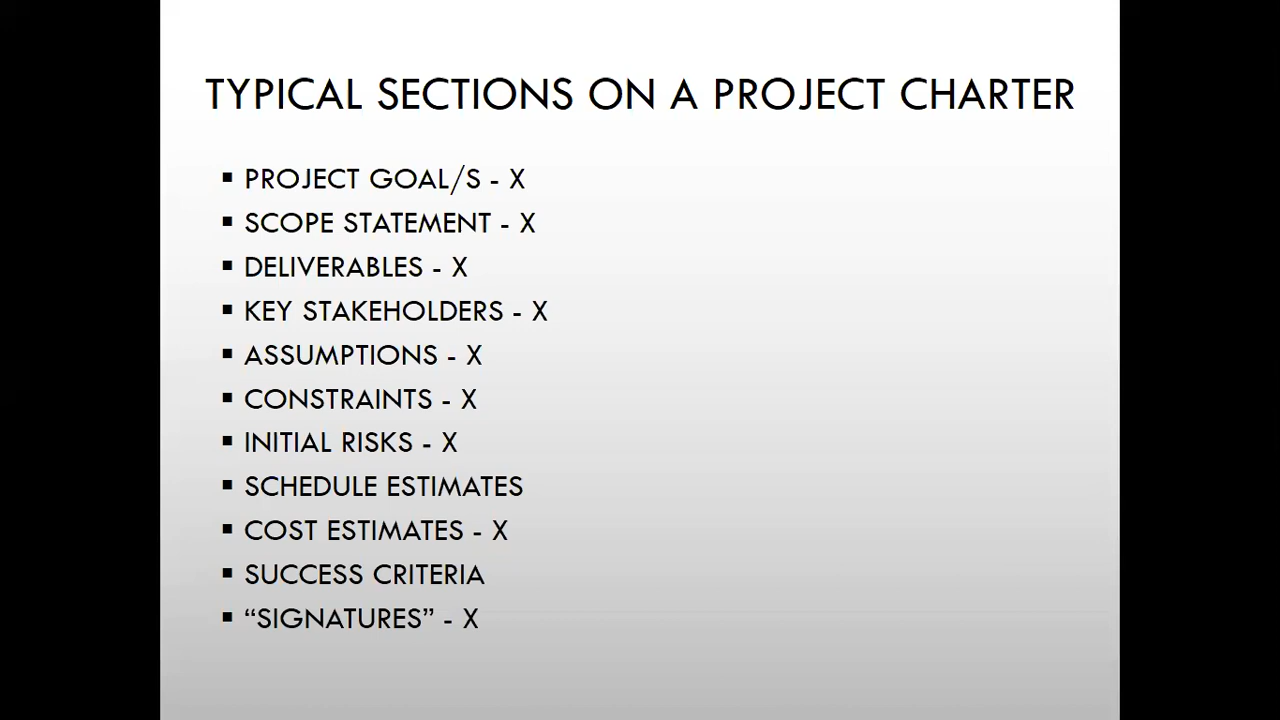 TYPICAL SECTIONS ON A PROJECT CHARTER
▪ PROJECT GOAL/S - X
▪ SCOPE STATEMENT - X
▪ DELIVERABLES - X
▪ KEY STAKEHOLDERS - X
▪ ASSUMPTIONS - X
▪ CONSTRAINTS - X
▪ INITIAL RISKS - X
▪ SCHEDULE ESTIMATES
▪ COST ESTIMATES - X
▪ SUCCESS CRITERIA
▪ “SIGNATURES” - X